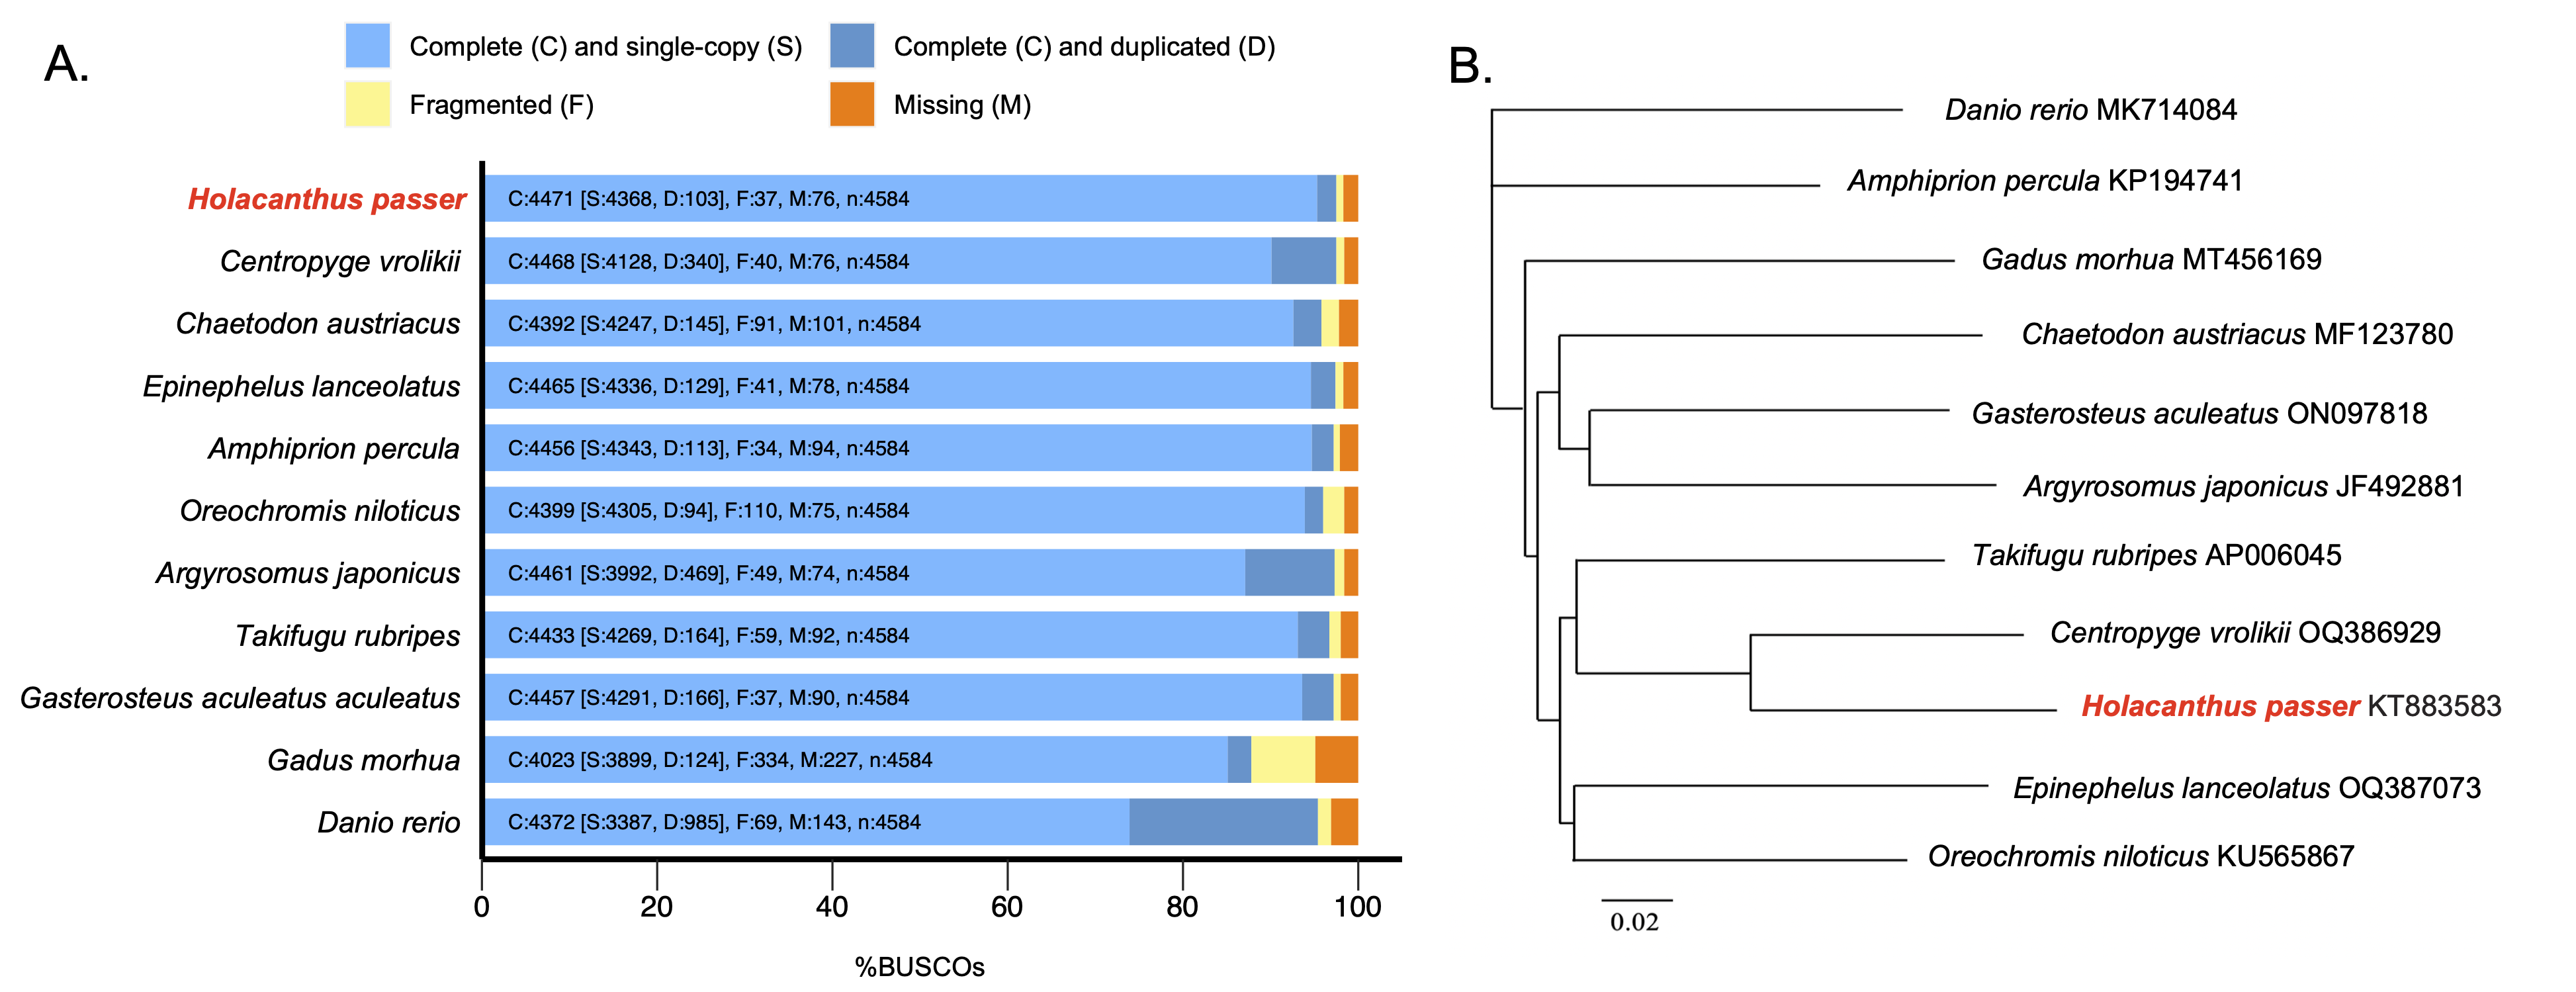 A.
Complete (C) and single-copy (S)
Complete (C) and duplicated (D)
Fragmented (F)
Missing (M)
Holacanthus passer
C:4471 [S:4368, D:103], F:37, M:76, n:4584
Centropyge vrolikii
C:4468 [S:4128, D:340], F:40, M:76, n:4584
Chaetodon austriacus
C:4392 [S:4247, D:145], F:91, M:101, n:4584
Epinephelus lanceolatus
C:4465 [S:4336, D:129], F:41, M:78, n:4584
Amphiprion percula
C:4456 [S:4343, D:113], F:34, M:94, n:4584
Oreochromis niloticus
C:4399 [S:4305, D:94], F:110, M:75, n:4584
Argyrosomus japonicus
C:4461 [S:3992, D:469], F:49, M:74, n:4584
Takifugu rubripes
C:4433 [S:4269, D:164], F:59, M:92, n:4584
Gasterosteus aculeatus aculeatus
C:4457 [S:4291, D:166], F:37, M:90, n:4584
Gadus morhua
C:4023 [S:3899, D:124], F:334, M:227, n:4584
Danio rerio
C:4372 [S:3387, D:985], F:69, M:143, n:4584
0 20 40 60 80 100
%BUSCOs
B.
Danio rerio MK714084
Amphiprion percula KP194741
Gadus morhua MT456169
Chaetodon austriacus MF123780
Gasterosteus aculeatus ON097818
Argyrosomus japonicus JF492881
Takifugu rubripes AP006045
Centropyge vrolikii OQ386929
Holacanthus passer KT883583
Epinephelus lanceolatus OQ387073
Oreochromis niloticus KU565867
0.02